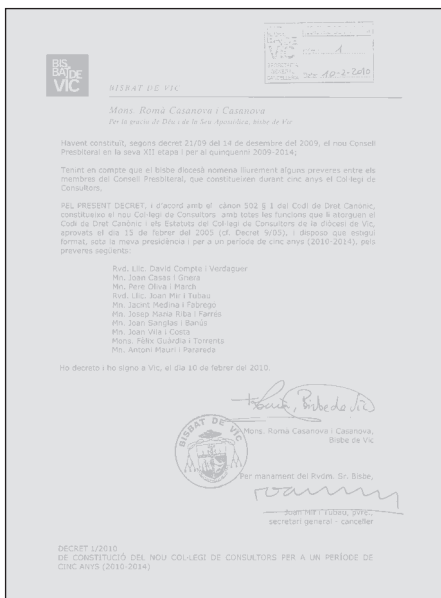 BIS
BAT DE
VIC
1
Data 10-2-2010
BISBAT DE VIC
Mons. Romà Casanova i Casanova
Per la gràcia de Déu i de la Seu Apostòlica, bisbe de Vic
Havent constituït, segons decret 21/09 del 14 de desembre del 2009, el nou Consell
Presbiteral en la seva XII etapa i per al quinquenni 2009-2014;
Tenint en compte que el bisbe diocesà nomena lliurement alguns preveres entre els
membres del Consell Presbiteral, que constitueixen durant cinc anys el Col·legi de
Consultors,
PEL PRESENT DECRET, i d'acord amb el cànon 502 § 1 del Codi de Dret Canònic,
constitueixo el nou Col·legi de Consultors amb totes les funcions que li atorguen el
Codi de Dret Canònic i els Estatuts del Col·legi de Consultors de la diòcesi de Vic,
aprovats el dia 15 de febrer del 2005 (cf. Decret 9/05), i disposo que estigui
format, sota la meva presidència i per a un període de cinc anys (2010-2014), pels
preveres següents:
Rvd. Llic. David Compte i Verdaguer
Mn. Joan Casas i Griera
Mn. Pere Oliva i March
Rvd. Llic. Joan Mir i Tubau
Mn. Jacint Medina i Fàbrega
Mn. Josep Maria Riba i Farrés
Mn. Joan Sanglas i Banús
Mn. Joan Vila i Costa
Mons. Fèlix Guàrdia i Torrents
Mn. Antoni Mauri i Parareda
Ho decreto i ho signo a Vic, el dia 10 de febrer del 2010.
Bisbe de Vic
BISBAT DE VIC
Mons. Romà Casanova i Casanova,
Bisbe de Vic
Per manament del Rvdm. Sr. Bisbe,
Joan Mir i Tubau, pvre.,
secretari general - canceller
DECRET 1/2010
DE CONSTITUCIÓ DEL NOU COL·LEGI DE CONSULTORS PER A UN PERÍODE DE
CINC ANYS (2010-2014)